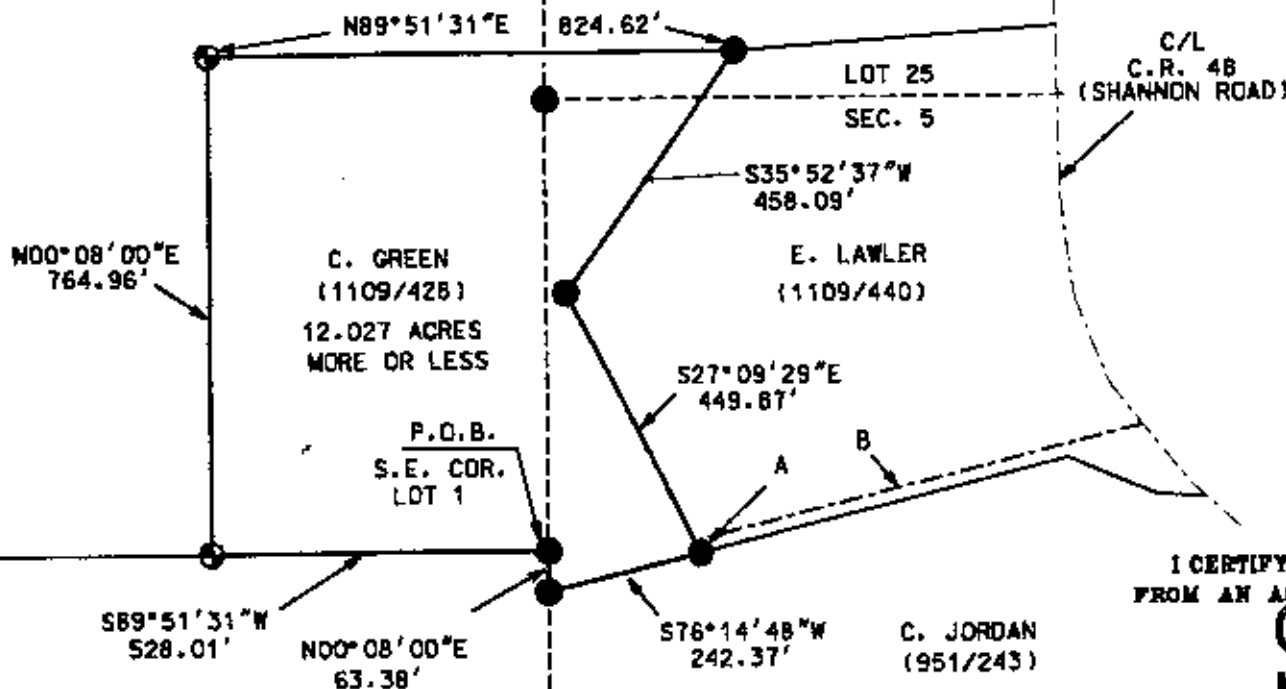 N89°51'31"E 824.62'
C/L
C.R. 48
(SHANNON ROAD)
LOT 25
SEC. 5
S35°52'37"W
458.09'
N00°08'00"E
764.96'
C. GREEN
(1109/428)
12.027 ACRES
MORE OR LESS
E. LAWLER
(1109/440)
S27°09'29"E
449.87'
P.O.B.
S.E. COR.
LOT 1
A
B
S89°51'31"W
528.01'
N00°08'00"E
63.38'
S76°14'48"W
242.37'
C. JORDAN
(951/243)
I CERTIFY
FROM AN